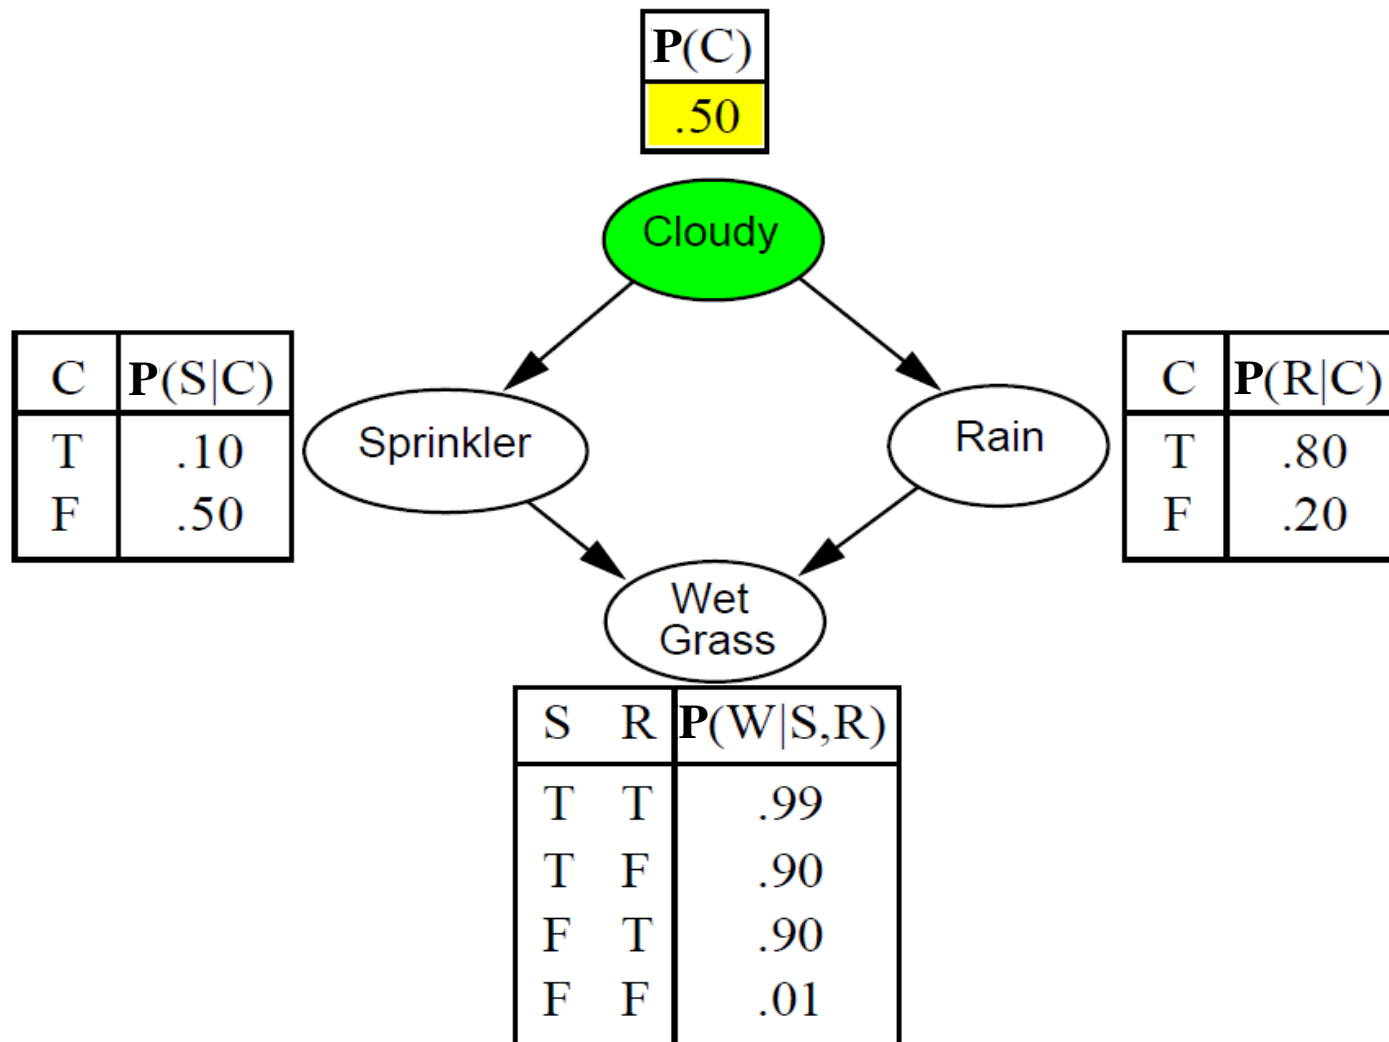 P(C)
.50
Cloudy
C P(S|C)
T .10
F .50
Sprinkler
Rain
C P(R|C)
T .80
F .20
Wet
Grass
S R P(W|S,R)
T T .99
T F .90
F T .90
F F .01